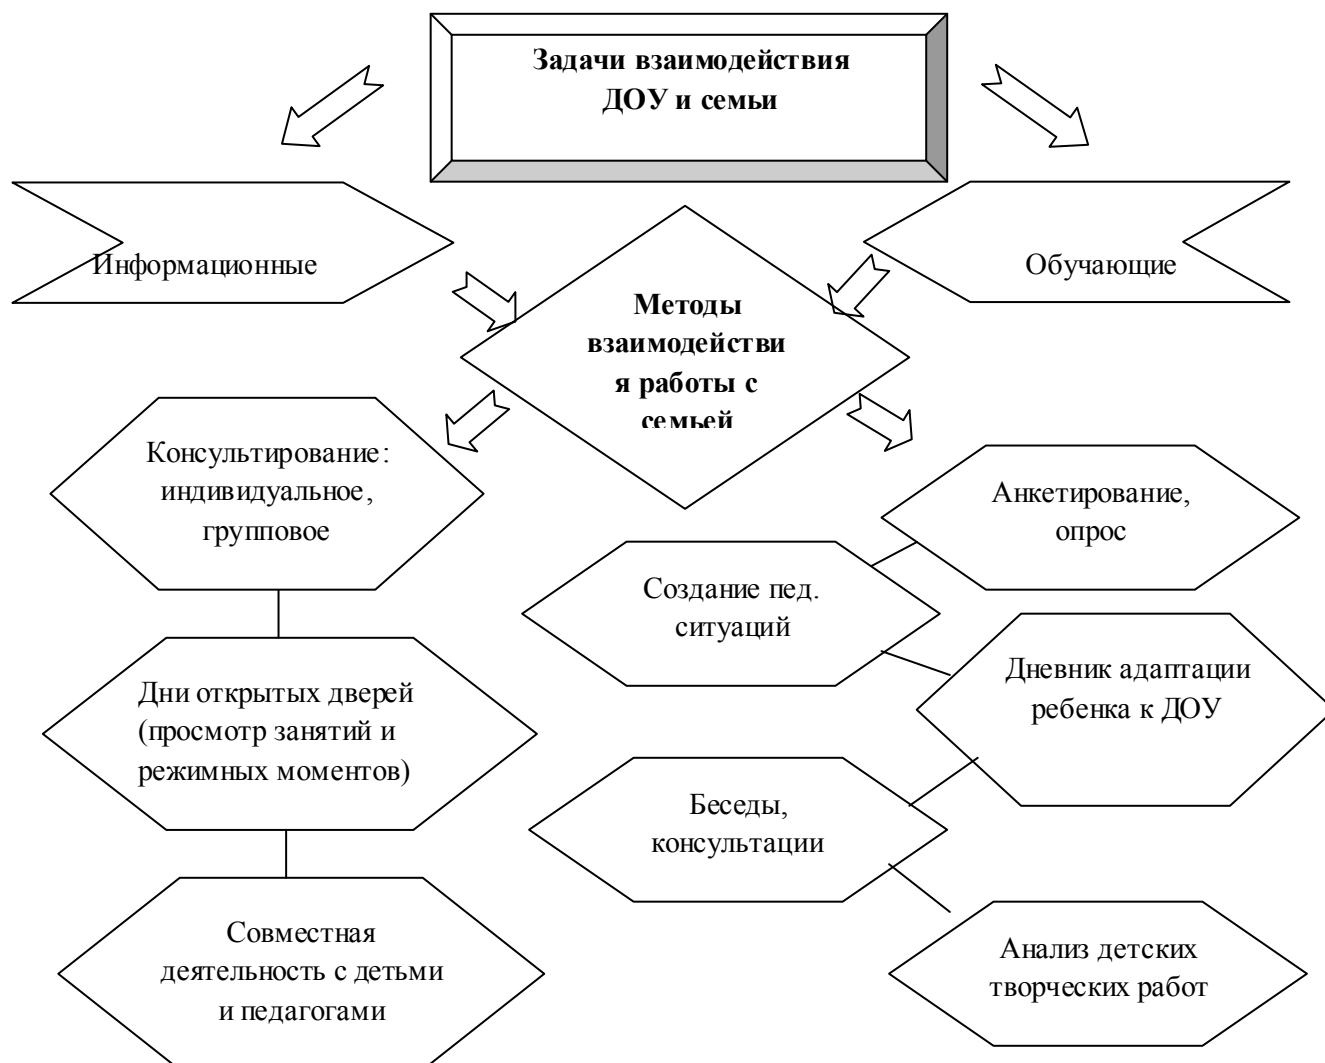 Задачи взаимодействия
ДОУ и семьи
Информационные
Обучающие
Методы
взаимодействи
я работы с
семьей
Консультирование:
индивидуальное,
групповое
Анкетирование,
опрос
Создание пед.
ситуаций
Дни открытых дверей
(просмотр занятий и
режимных моментов)
Дневник адаптации
ребенка к ДОУ
Беседы,
консультации
Совместная
деятельность с детьми
и педагогами
Анализ детских
творческих работ